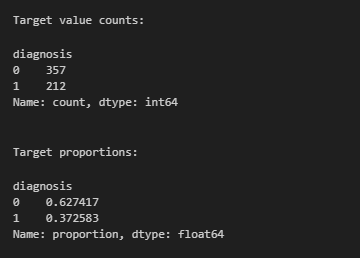 Target value counts:
diagnosis
0    357
1    212
Name: count, dtype: int64
Target proportions:
diagnosis
0    0.627417
1    0.372583
Name: proportion, dtype: float64